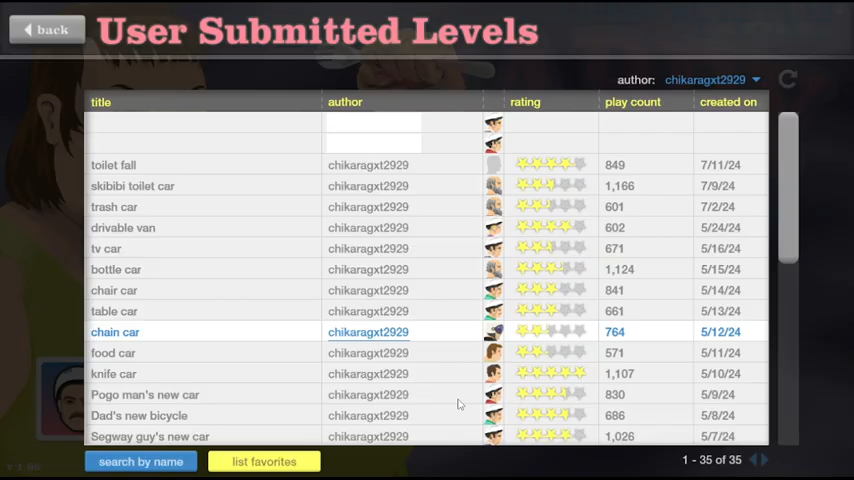 back
User Submitted Levels
author: chikaragxt2929
title author rating play count created on
toilet fall chikaragxt2929 849 7/11/24
skibibi toilet car chikaragxt2929 1,166 7/9/24
trash car chikaragxt2929 601 7/2/24
drivable van chikaragxt2929 602 5/24/24
tv car chikaragxt2929 671 5/16/24
bottle car chikaragxt2929 1,124 5/15/24
chair car chikaragxt2929 841 5/14/24
table car chikaragxt2929 661 5/13/24
chain car chikaragxt2929 764 5/12/24
food car chikaragxt2929 571 5/11/24
knife car chikaragxt2929 1,107 5/10/24
Pogo man's new car chikaragxt2929 830 5/9/24
Dad's new bicycle chikaragxt2929 686 5/8/24
Segway guy's new car chikaragxt2929 1,026 5/7/24
search by name list favorites 1 - 35 of 35